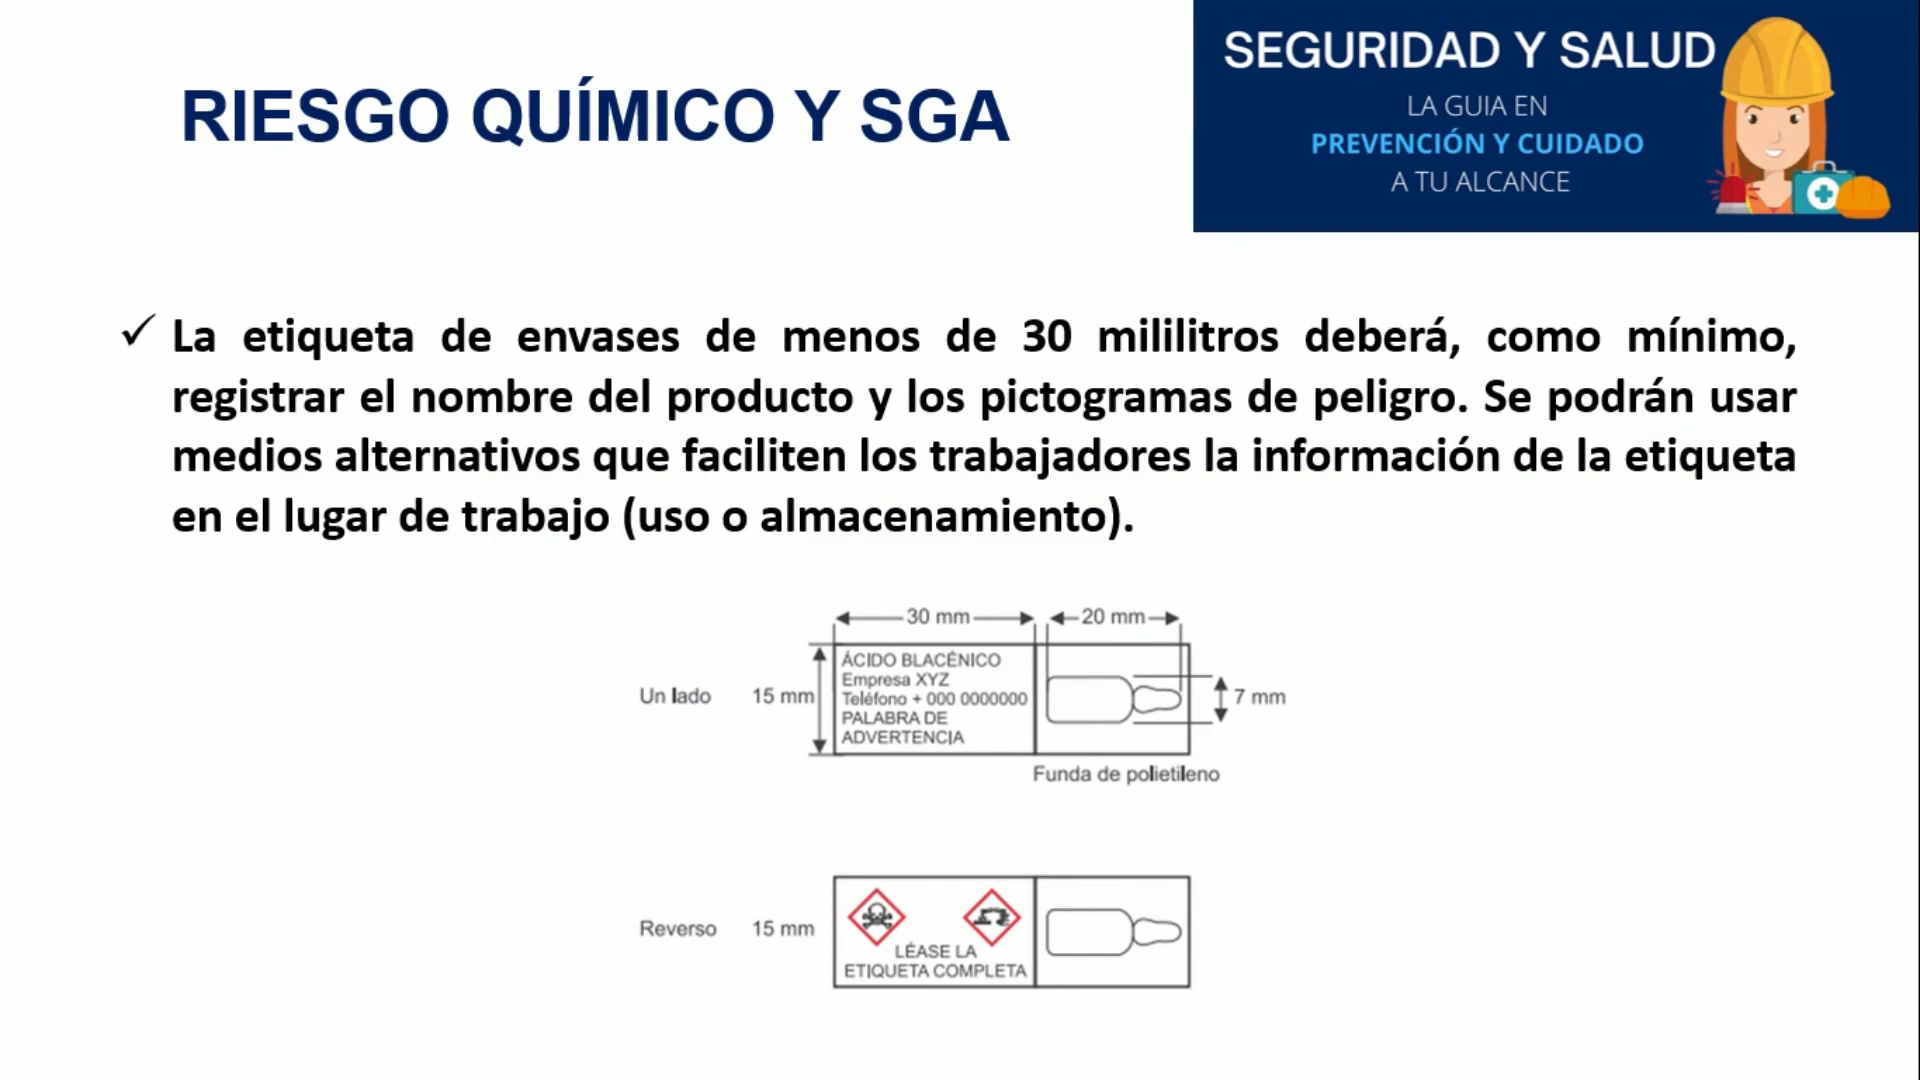 RIESGO QUÍMICO Y SGA
SEGURIDAD Y SALUD
LA GUIA EN
PREVENCIÓN Y CUIDADO
A TU ALCANCE
✓ La etiqueta de envases de menos de 30 mililitros deberá, como mínimo,
registrar el nombre del producto y los pictogramas de peligro. Se podrán usar
medios alternativos que faciliten los trabajadores la información de la etiqueta
en el lugar de trabajo (uso o almacenamiento).
30 mm
20 mm
Un lado
15 mm
ÁCIDO BLACÉNICO
Empresa XYZ
Teléfono + 000 0000000
PALABRA DE
ADVERTENCIA
7 mm
Funda de polietileno
Reverso
15 mm
LÉASE LA
ETIQUETA COMPLETA